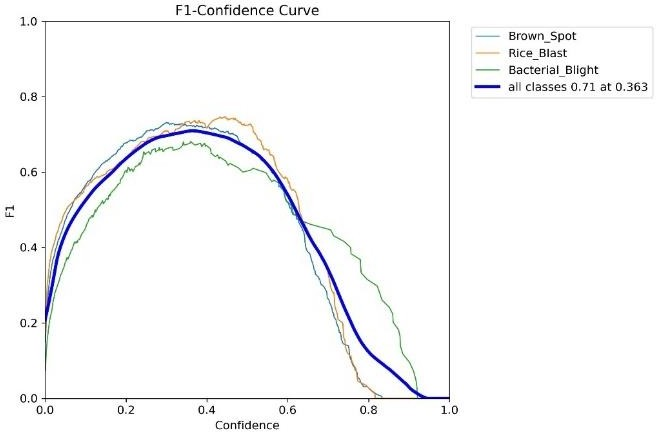 F1-Confidence Curve
Brown_Spot
Rice_Blast
Bacterial_Blight
all classes 0.71 at 0.363
1.0
0.8
0.6
0.4
0.2
0.0
F1
0.0 0.2 0.4 0.6 0.8 1.0
Confidence